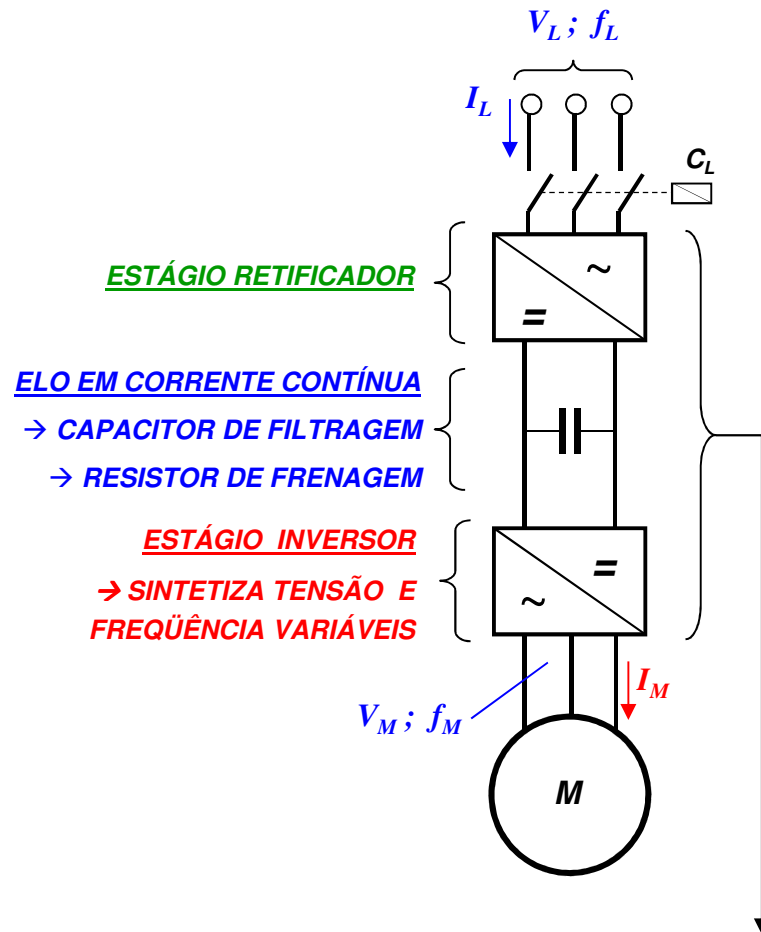 V_L ; f_L
I_L
C_L
~
ESTÁGIO RETIFICADOR
=
ELO EM CORRENTE CONTÍNUA
→ CAPACITOR DE FILTRAGEM
→ RESISTOR DE FRENAGEM
ESTÁGIO INVERSOR
=
→ SINTETIZA TENSÃO E
~
FREQÜÊNCIA VARIÁVEIS
I_M
V_M ; f_M
M